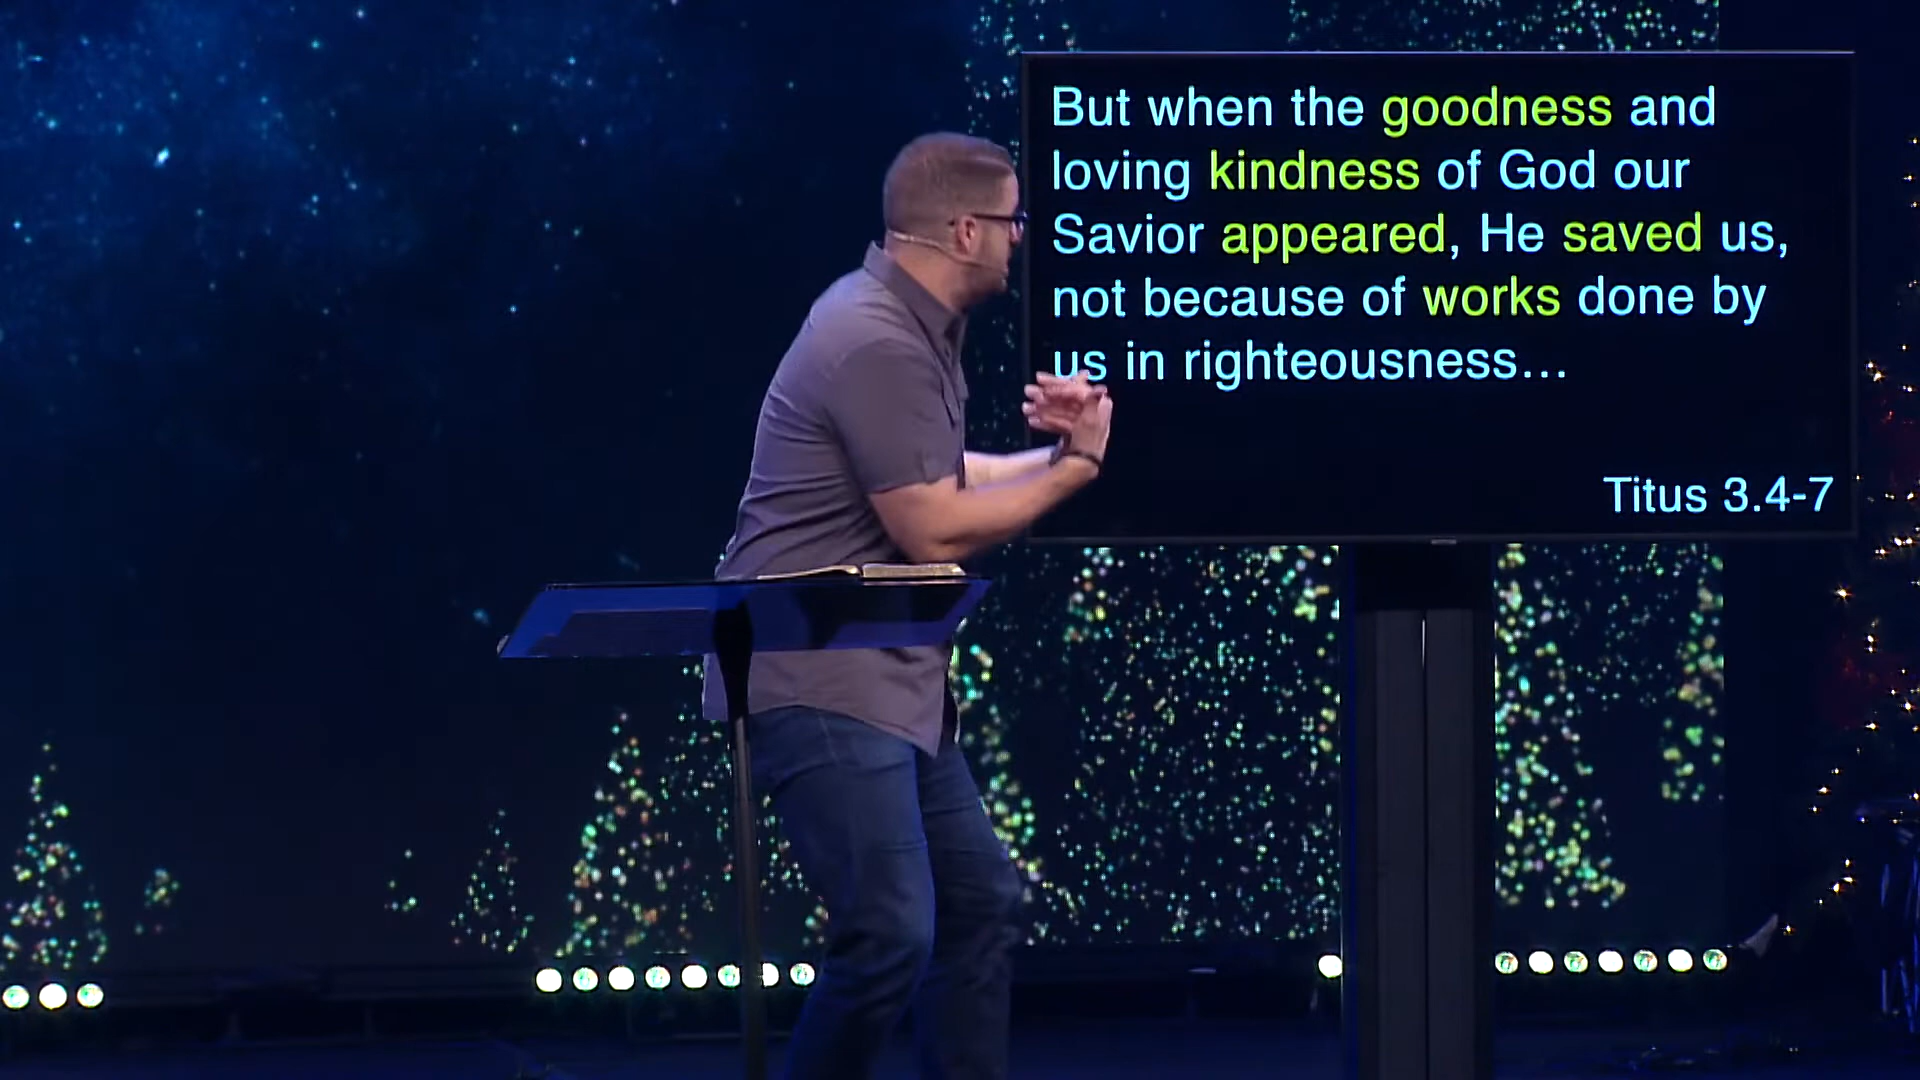 But when the goodness and
loving kindness of God our
Savior appeared, He saved us,
not because of works done by
us in righteousness...
Titus 3.4-7